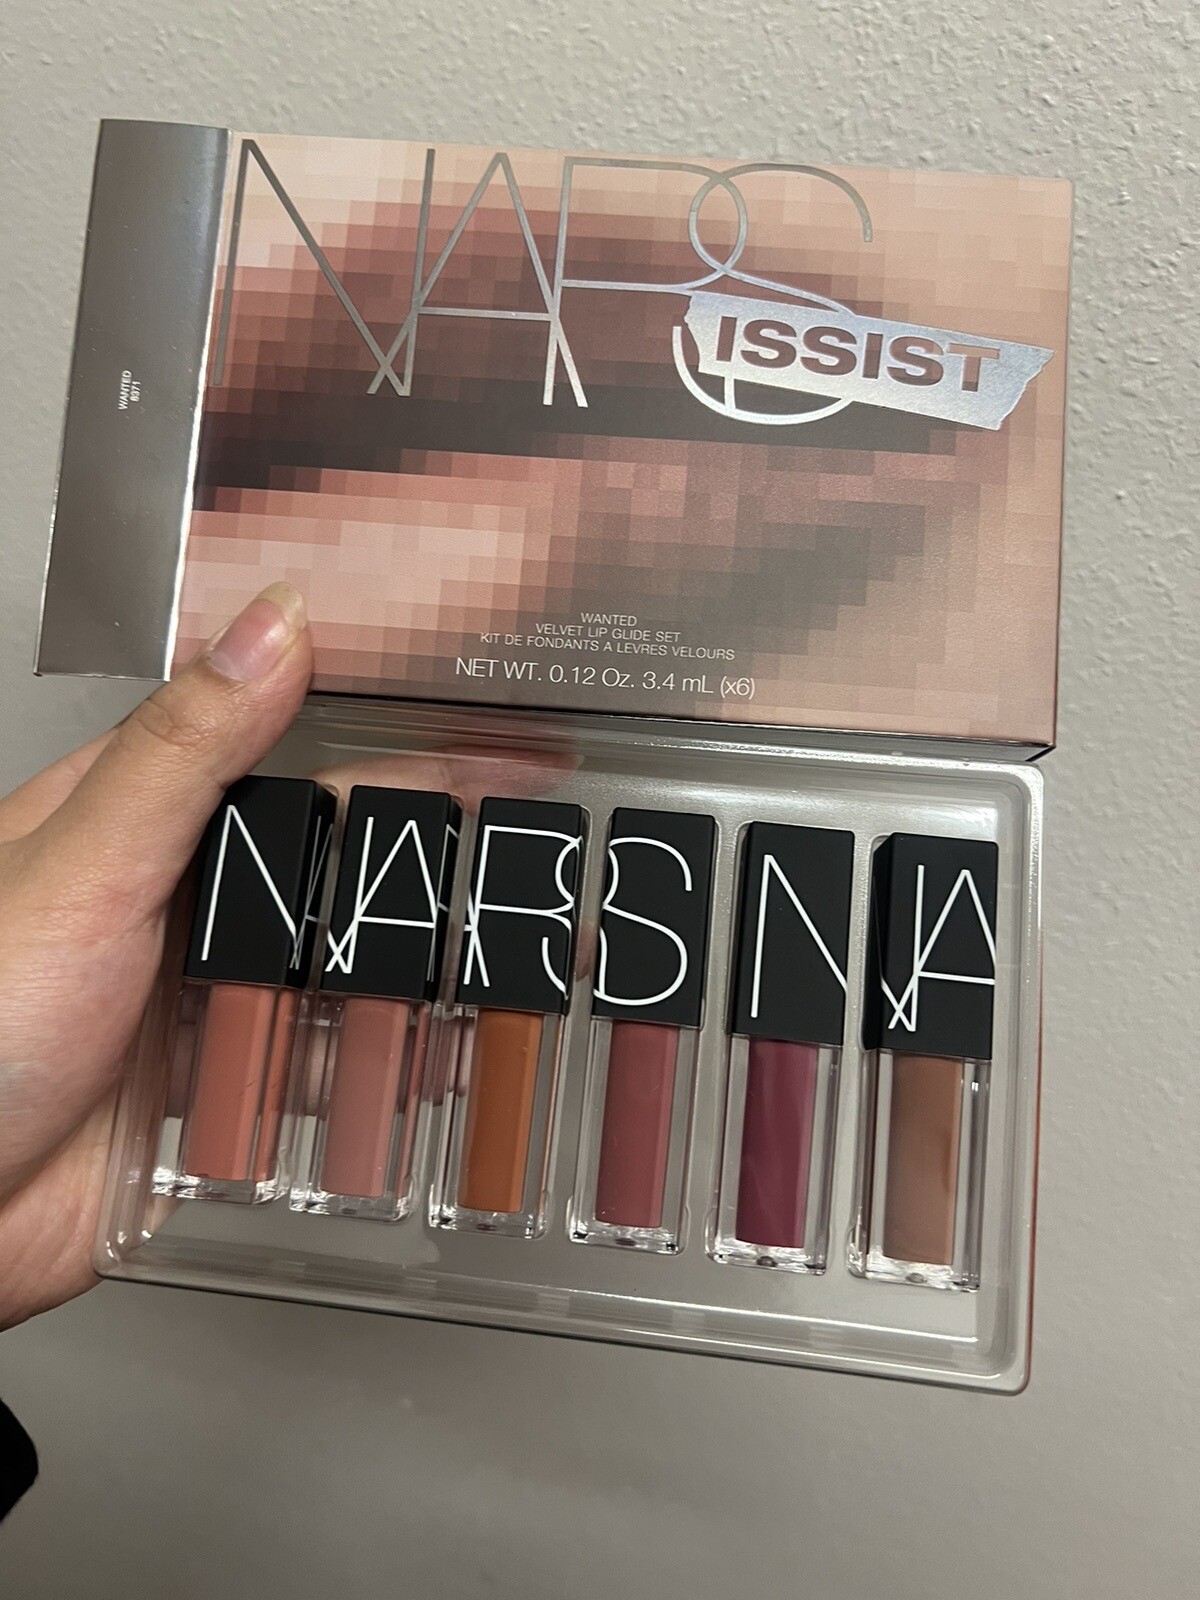 NARS
ISSIST
WANTED
8371
WANTED
VELVET LIP GLIDE SET
KIT DE FONDANTS A LEVRES VELOURS
NET WT. 0.12 Oz. 3.4 mL (x6)
NARS NA